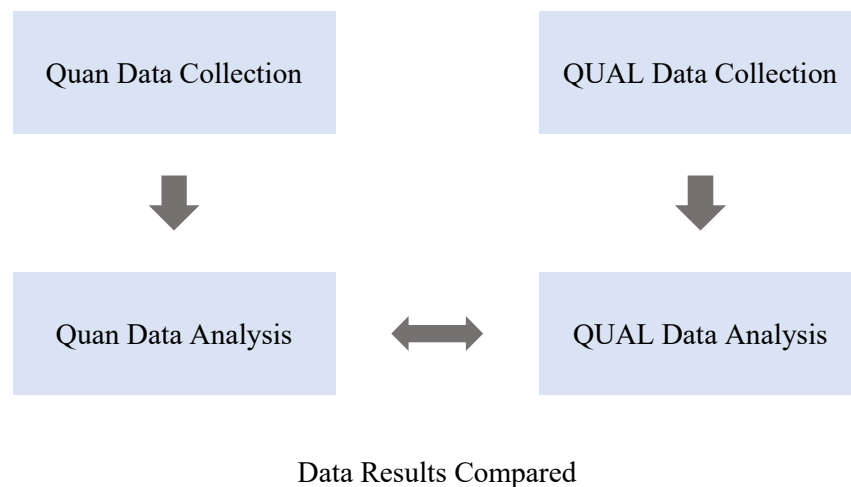 Quan Data Collection
QUAL Data Collection
Quan Data Analysis
QUAL Data Analysis
Data Results Compared